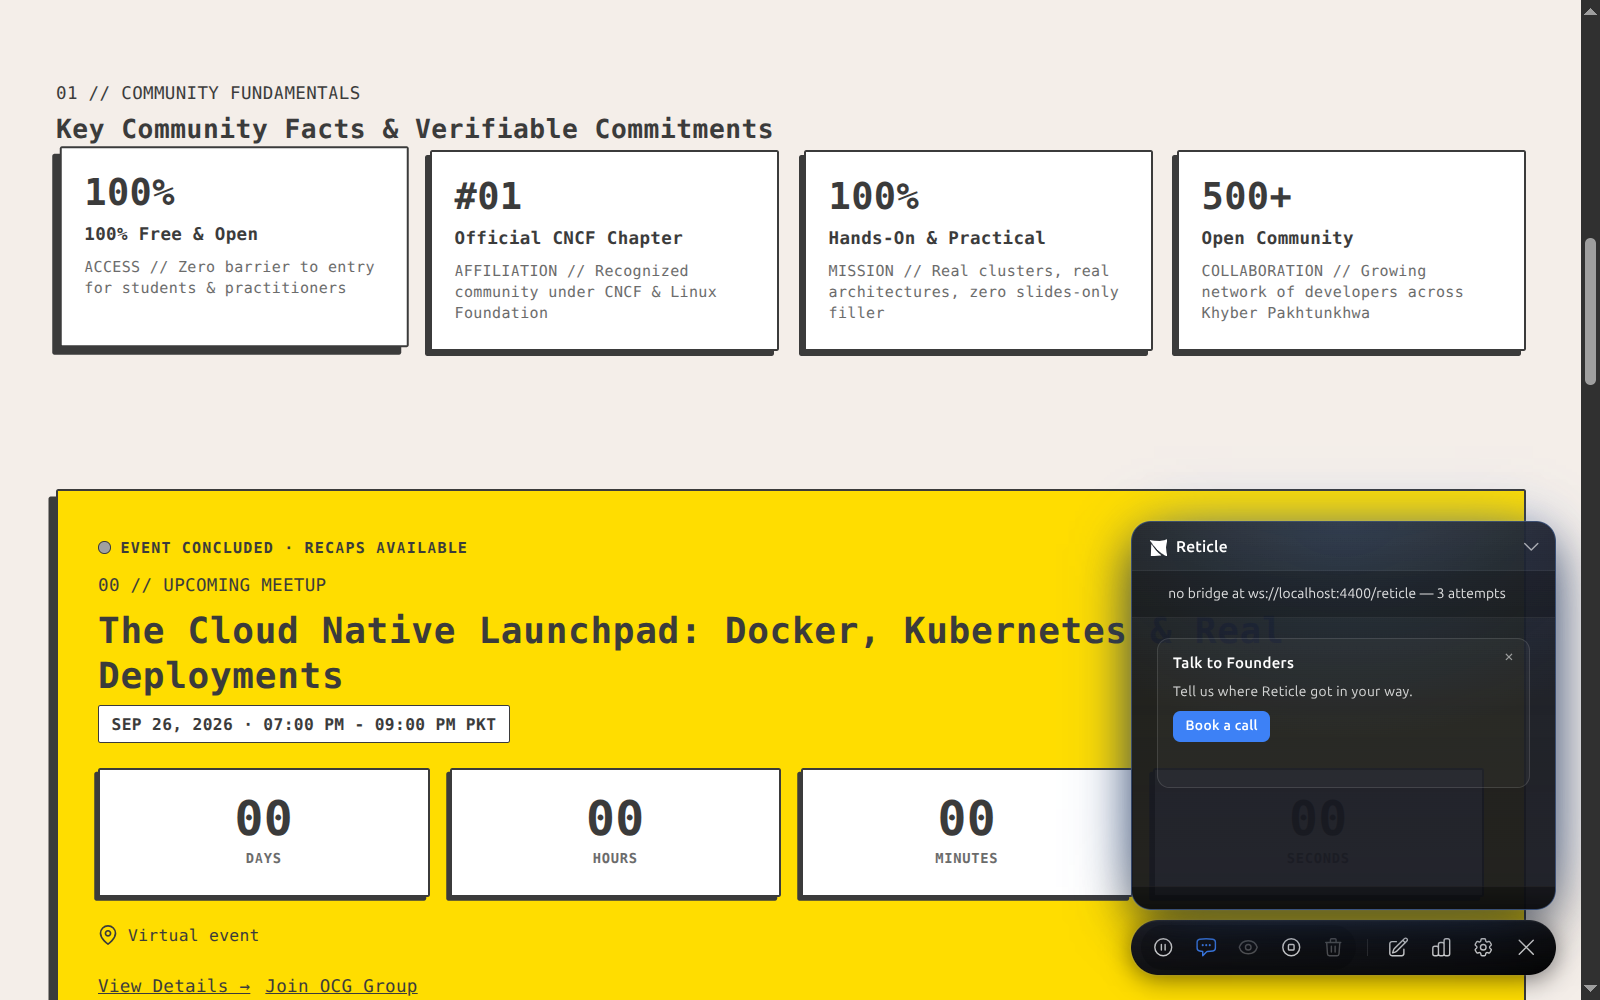 01 // COMMUNITY FUNDAMENTALS
Key Community Facts & Verifiable Commitments
100%
100% Free & Open
ACCESS // Zero barrier to entry
for students & practitioners
#01
Official CNCF Chapter
AFFILIATION // Recognized
community under CNCF & Linux
Foundation
100%
Hands-On & Practical
MISSION // Real clusters, real
architectures, zero slides-only
filler
500+
Open Community
COLLABORATION // Growing
network of developers across
Khyber Pakhtunkhwa
EVENT CONCLUDED · RECAPS AVAILABLE
00 // UPCOMING MEETUP
The Cloud Native Launchpad: Docker, Kubernetes & Real
Deployments
SEP 26, 2026 · 07:00 PM - 09:00 PM PKT
00
DAYS
00
HOURS
00
MINUTES
00
SECONDS
Virtual event
View Details → Join OCG Group
Reticle
no bridge at ws://localhost:4400/reticle — 3 attempts
Talk to Founders
Tell us where Reticle got in your way.
Book a call